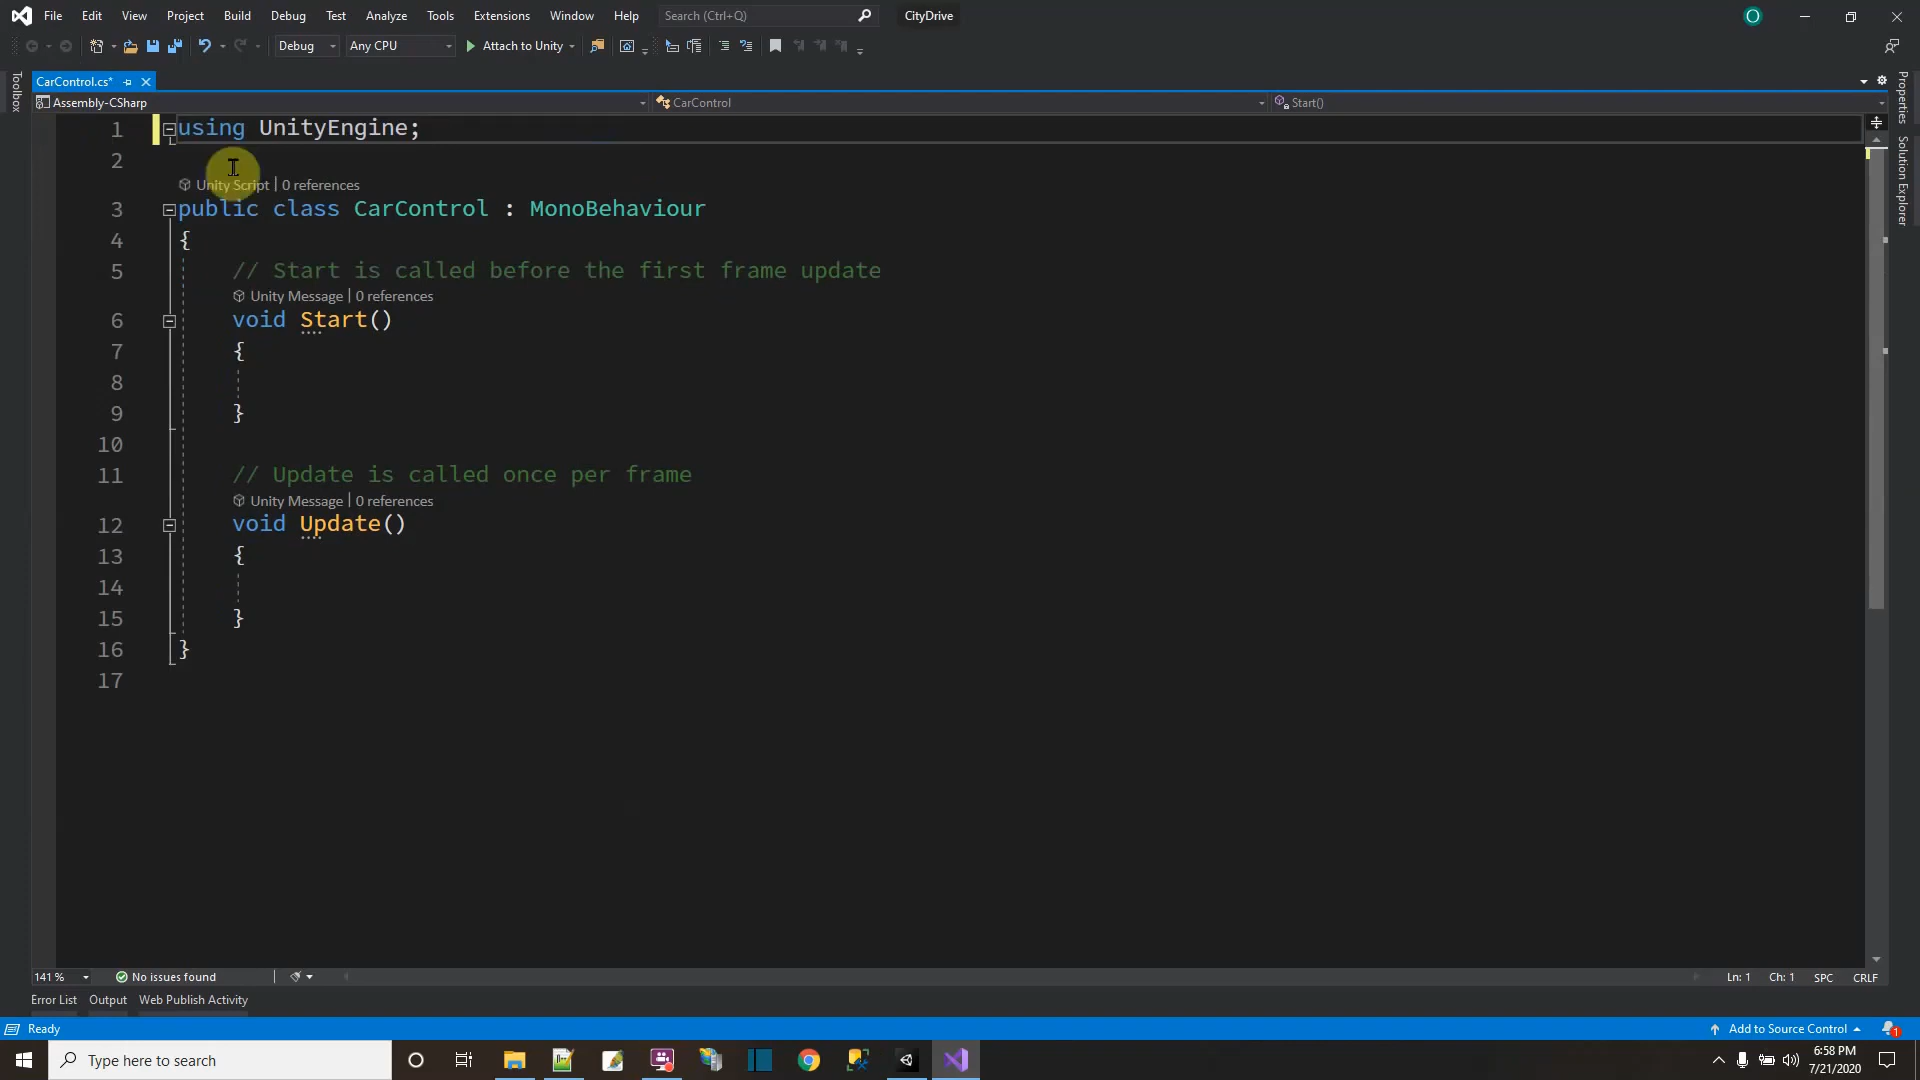 File Edit View Project Build Debug Test Analyze Tools Extensions Window Help Search (Ctrl+Q) CityDrive O
Debug Any CPU Attach to Unity
CarControl.cs*
Toolbox
Assembly-CSharp CarControl Start()
Properties
Solution Explorer
1 using UnityEngine;
2
Unity Script | 0 references
3 public class CarControl : MonoBehaviour
4 {
5 // Start is called before the first frame update
Unity Message | 0 references
6 void Start()
7 {
8
9 }
10
11 // Update is called once per frame
Unity Message | 0 references
12 void Update()
13 {
14
15 }
16 }
17
141 % No issues found Ln: 1 Ch: 1 SPC CRLF
Error List Output Web Publish Activity
Ready Add to Source Control 1
Type here to search 6:58 PM
7/21/2020